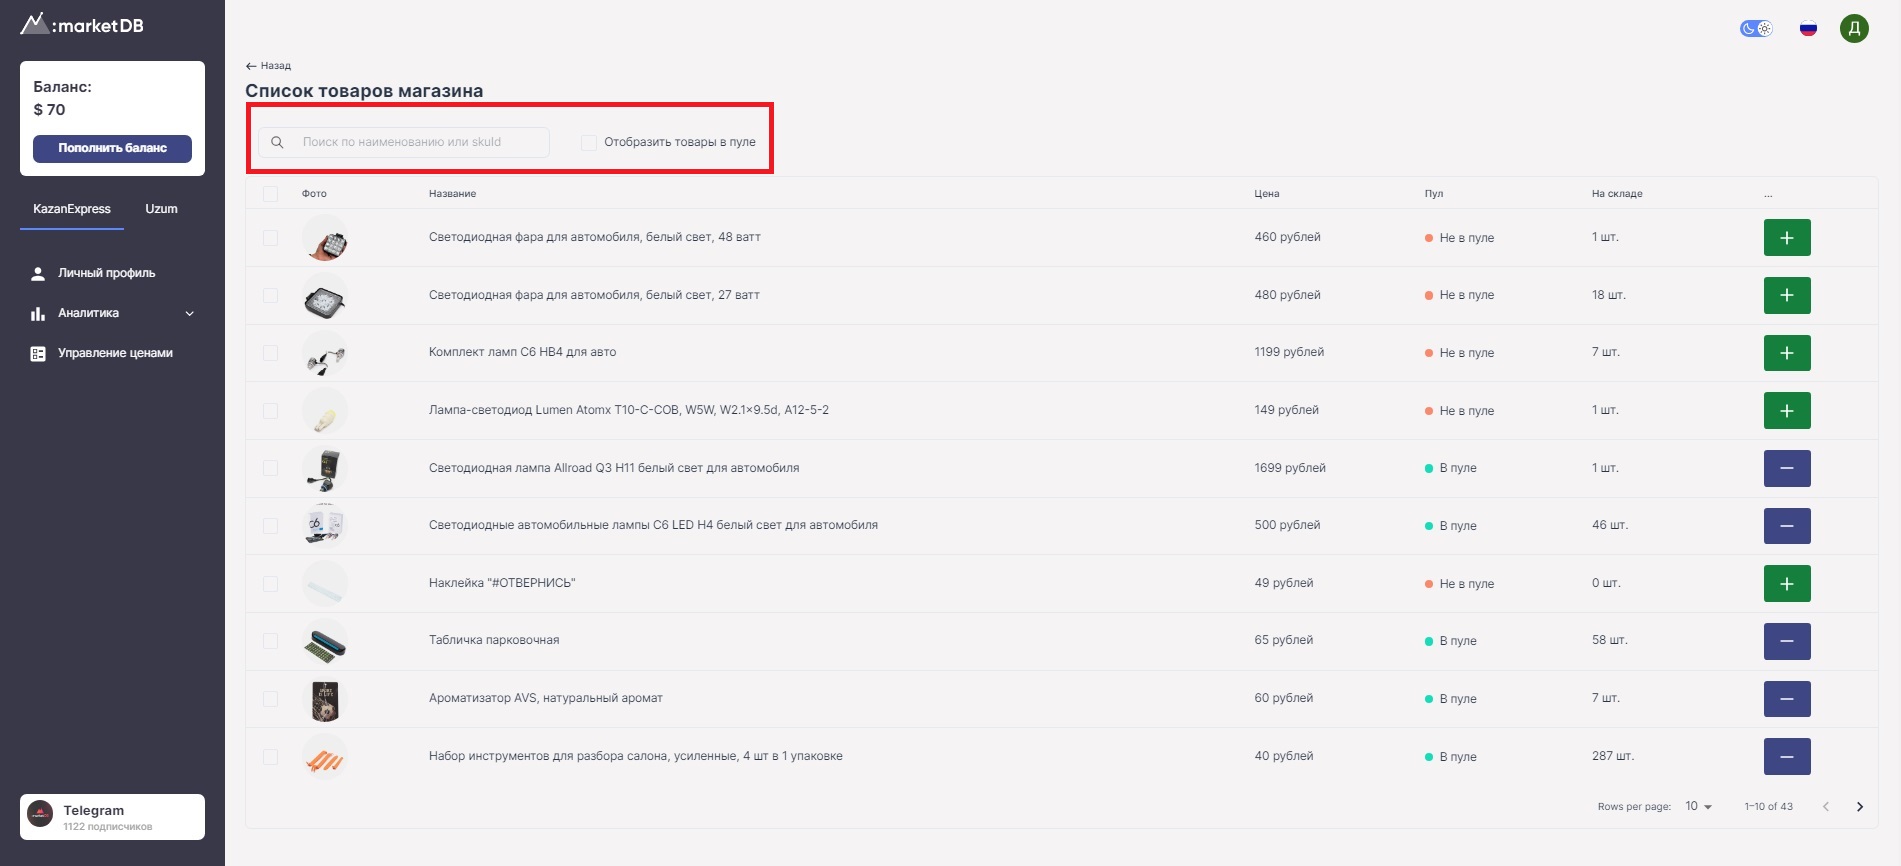 :marketDB
Д
Баланс:
$ 70
Пополнить баланс
KazanExpress Uzum
Личный профиль
Аналитика
Управление ценами
Telegram
1122 подписчиков
Назад
Список товаров магазина
Поиск по наименованию или skuId
Отобразить товары в пуле
Фото Название Цена Пул На складе ...
Светодиодная фара для автомобиля, белый свет, 48 ватт 460 рублей Не в пуле 1 шт. +
Светодиодная фара для автомобиля, белый свет, 27 ватт 480 рублей Не в пуле 18 шт. +
Комплект ламп C6 HB4 для авто 1199 рублей Не в пуле 7 шт. +
Лампа-светодиод Lumen Atomx T10-C-COB, W5W, W2.1x9.5d, A12-5-2 149 рублей Не в пуле 1 шт. +
Светодиодная лампа Allroad Q3 H11 белый свет для автомобиля 1699 рублей В пуле 1 шт. −
Светодиодные автомобильные лампы C6 LED H4 белый свет для автомобиля 500 рублей В пуле 46 шт. −
Наклейка "#ОТВЕРНИСЬ" 49 рублей Не в пуле 0 шт. +
Табличка парковочная 65 рублей В пуле 58 шт. −
Ароматизатор AVS, натуральный аромат 60 рублей В пуле 7 шт. −
Набор инструментов для разбора салона, усиленные, 4 шт в 1 упаковке 40 рублей В пуле 287 шт. −
Rows per page: 10 1–10 of 43